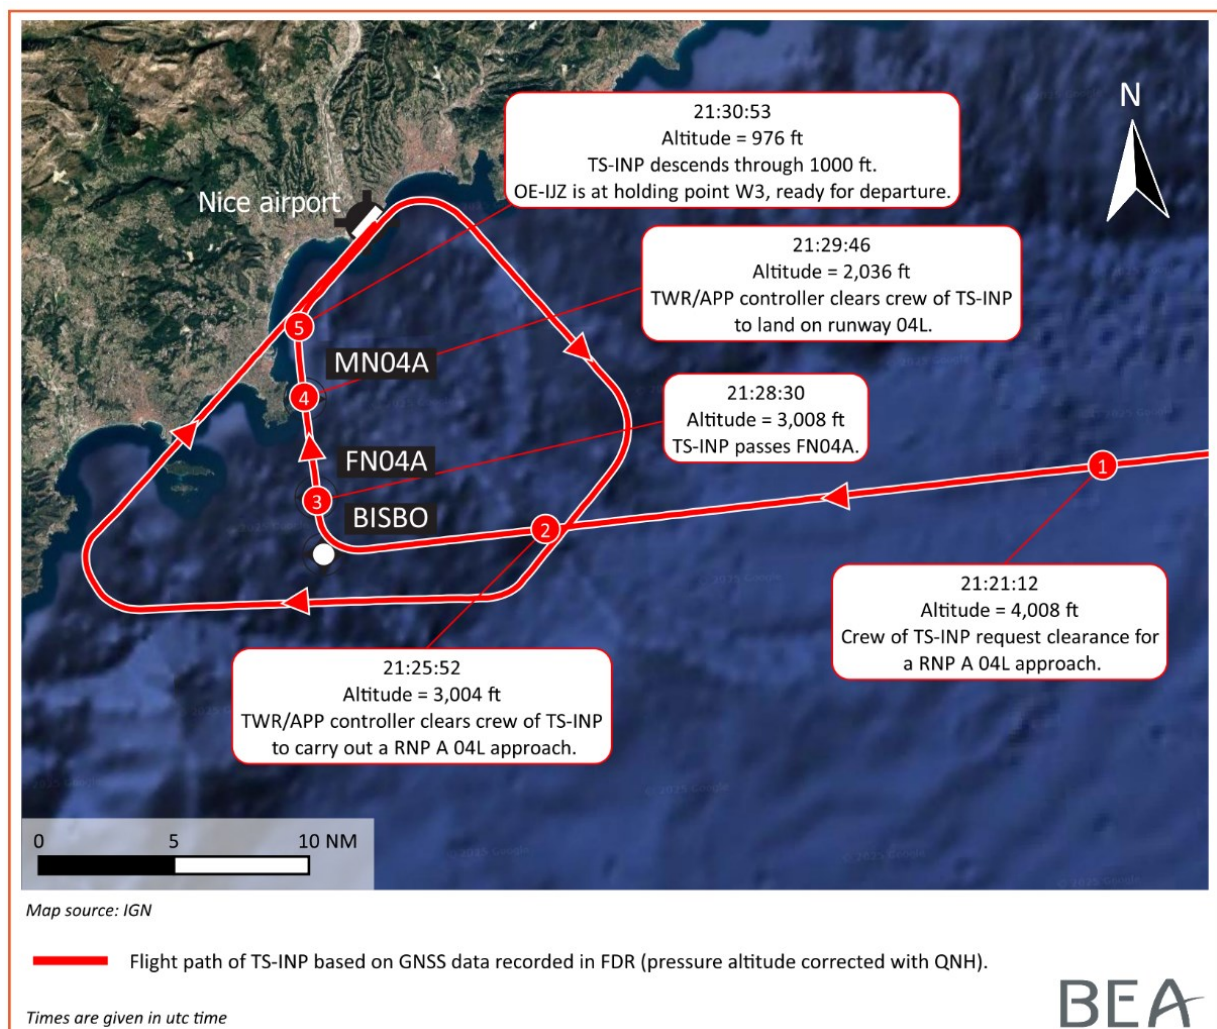 21:30:53
Altitude = 976 ft
TS-INP descends through 1000 ft.
OE-IJZ is at holding point W3, ready for departure.
N
Nice airport
21:29:46
Altitude = 2,036 ft
TWR/APP controller clears crew of TS-INP
to land on runway 04L.
5
MN04A
4
21:28:30
Altitude = 3,008 ft
TS-INP passes FN04A.
FN04A
1
3
BISBO
2
21:21:12
Altitude = 4,008 ft
Crew of TS-INP request clearance for
a RNP A 04L approach.
21:25:52
Altitude = 3,004 ft
TWR/APP controller clears crew of TS-INP
to carry out a RNP A 04L approach.
0 5 10 NM
Map source: IGN
Flight path of TS-INP based on GNSS data recorded in FDR (pressure altitude corrected with QNH).
BEA
Times are given in utc time